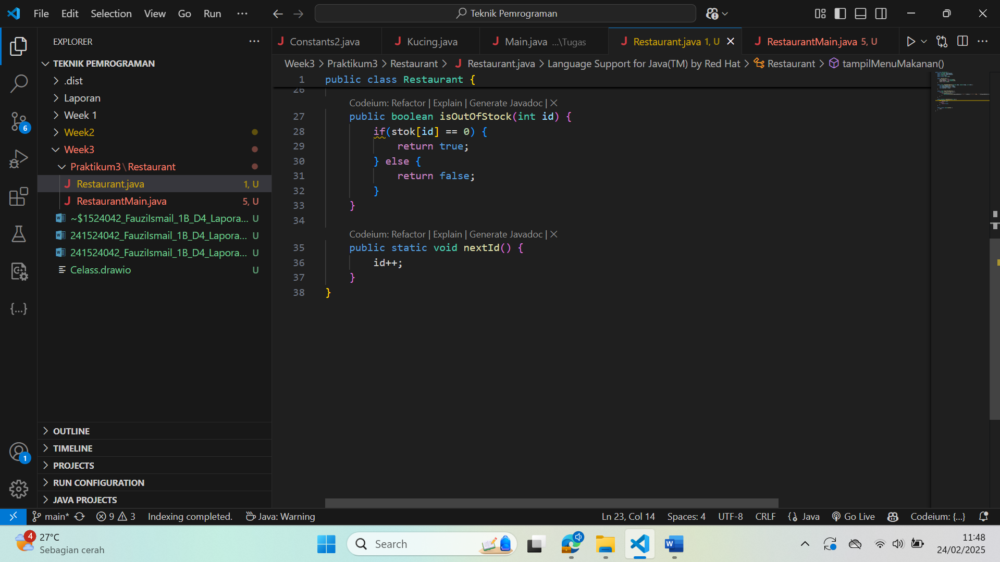 File Edit Selection View Go Run
Teknik Pemrograman
EXPLORER
TEKNIK PEMROGRAMAN
.dist
Laporan
Week 1
Week2
Week3
Praktikum3\Restaurant
Restaurant.java 1, U
RestaurantMain.java 5, U
~$1524042_FauziIsmail_1B_D4_Lapora... U
241524042_FauziIsmail_1B_D4_Lapora... U
241524042_FauziIsmail_1B_D4_Lapora... U
Celass.drawio U
6
1
OUTLINE
TIMELINE
PROJECTS
RUN CONFIGURATION
JAVA PROJECTS
Constants2.java Kucing.java Main.java ...\Tugas Restaurant.java 1, U RestaurantMain.java 5, U
Week3 > Praktikum3 > Restaurant > Restaurant.java > Language Support for Java(TM) by Red Hat > Restaurant > tampilMenuMakanan()
1 public class Restaurant {
26
Codeium: Refactor | Explain | Generate Javadoc | ×
27 public boolean isOutOfStock(int id) {
28 if(stok[id] == 0) {
29 return true;
30 } else {
31 return false;
32 }
33 }
34
Codeium: Refactor | Explain | Generate Javadoc | ×
35 public static void nextId() {
36 id++;
37 }
38 }
main* 9 3 Indexing completed. Java: Warning Ln 23, Col 14 Spaces: 4 UTF-8 CRLF Java Go Live Codeium: {...}
4 27°C
Sebagian cerah
Search
11:48
24/02/2025